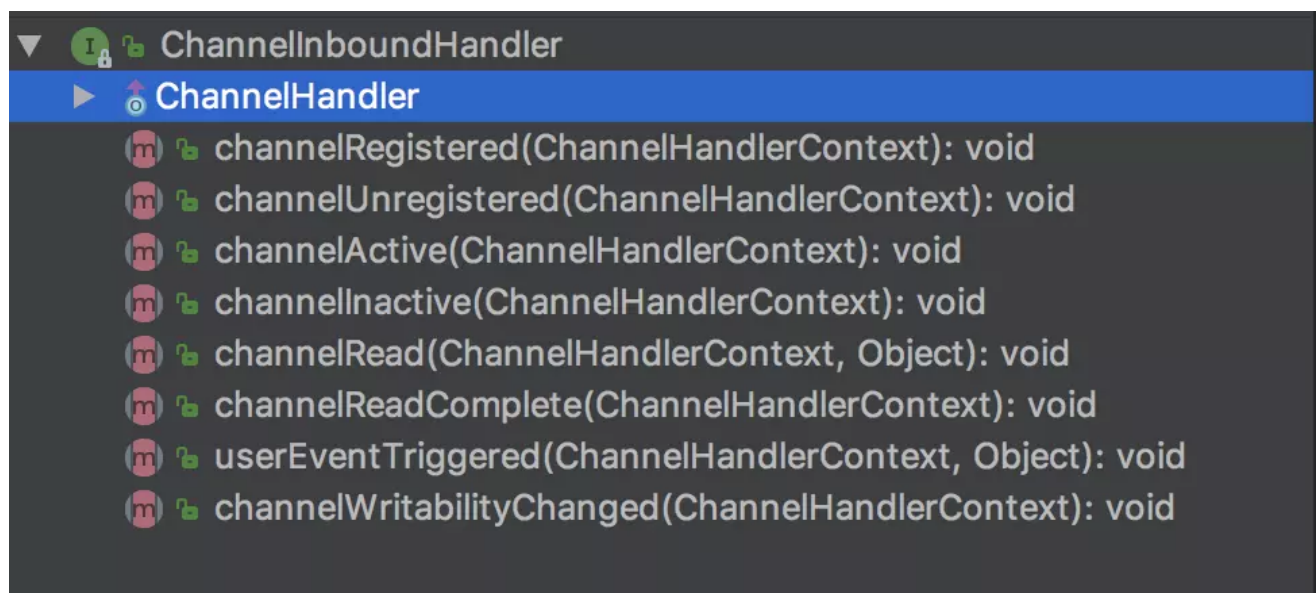 ChannelInboundHandler
ChannelHandler
channelRegistered(ChannelHandlerContext): void
channelUnregistered(ChannelHandlerContext): void
channelActive(ChannelHandlerContext): void
channelInactive(ChannelHandlerContext): void
channelRead(ChannelHandlerContext, Object): void
channelReadComplete(ChannelHandlerContext): void
userEventTriggered(ChannelHandlerContext, Object): void
channelWritabilityChanged(ChannelHandlerContext): void